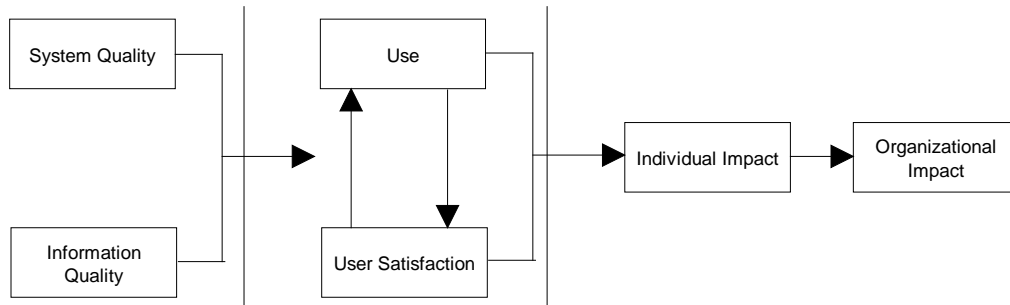 System Quality
Use
Individual Impact
Organizational
Impact
Information
Quality
User Satisfaction